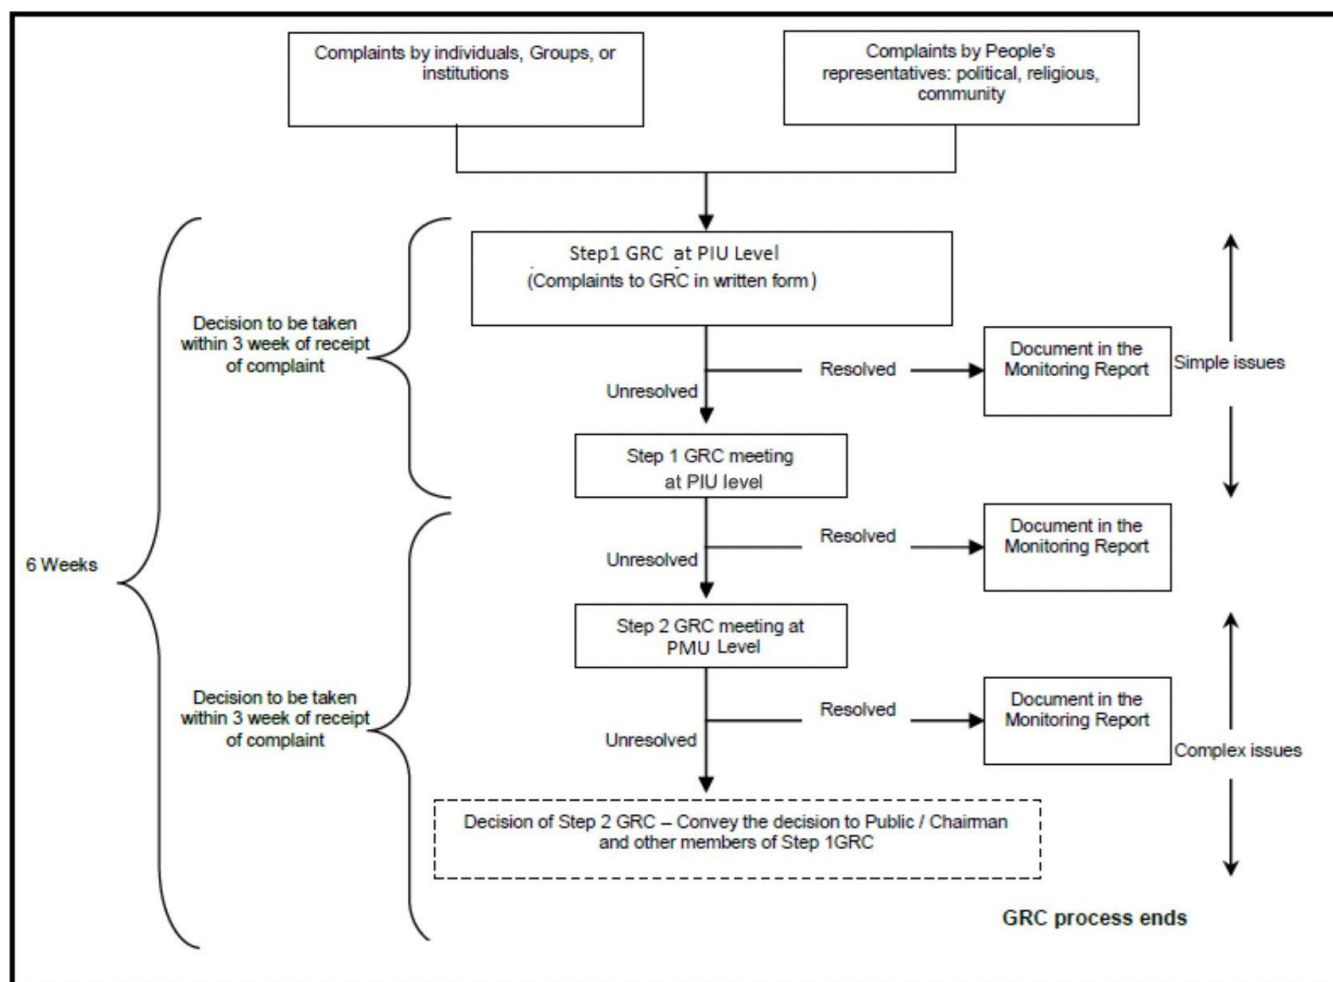 Complaints by individuals, Groups, or
institutions
Complaints by People's
representatives: political, religious,
community
Step1 GRC at PIU Level
(Complaints to GRC in written form)
Decision to be taken
within 3 week of receipt
of complaint
Resolved
Document in the
Monitoring Report
Simple issues
Unresolved
Step 1 GRC meeting
at PIU level
Resolved
Document in the
Monitoring Report
Unresolved
6 Weeks
Step 2 GRC meeting at
PMU Level
Decision to be taken
within 3 week of receipt
of complaint
Resolved
Document in the
Monitoring Report
Unresolved
Complex issues
Decision of Step 2 GRC – Convey the decision to Public / Chairman
and other members of Step 1GRC
GRC process ends